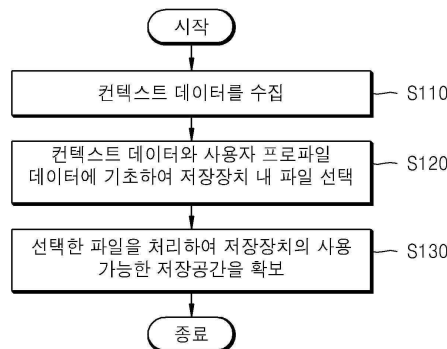 시작
컨텍스트 데이터를 수집
S110
컨텍스트 데이터와 사용자 프로파일
데이터에 기초하여 저장장치 내 파일 선택
S120
선택한 파일을 처리하여 저장장치의 사용
가능한 저장공간을 확보
S130
종료